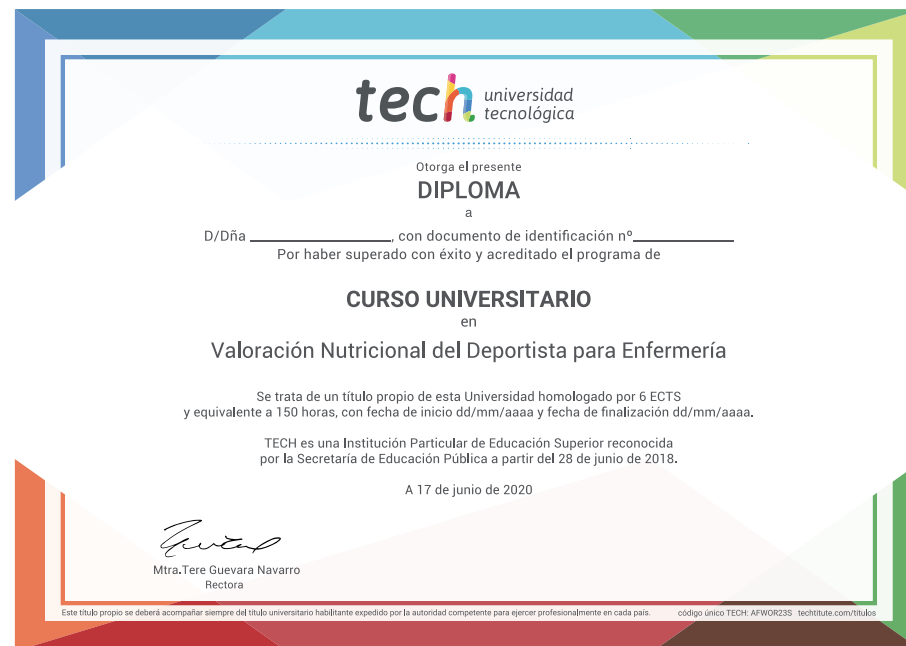 tech universidad
tecnológica
Otorga el presente
DIPLOMA
a
D/Dña ____________, con documento de identificación nº____________
Por haber superado con éxito y acreditado el programa de
CURSO UNIVERSITARIO
en
Valoración Nutricional del Deportista para Enfermería
Se trata de un título propio de esta Universidad homologado por 6 ECTS
y equivalente a 150 horas, con fecha de inicio dd/mm/aaaa y fecha de finalización dd/mm/aaaa.
TECH es una Institución Particular de Educación Superior reconocida
por la Secretaría de Educación Pública a partir del 28 de junio de 2018.
A 17 de junio de 2020
Mtra.Tere Guevara Navarro
Rectora
Este título propio se deberá acompañar siempre del título universitario habilitante expedido por la autoridad competente para ejercer profesionalmente en cada país. código único TECH: AFWOR23S techtitute.com/titulos